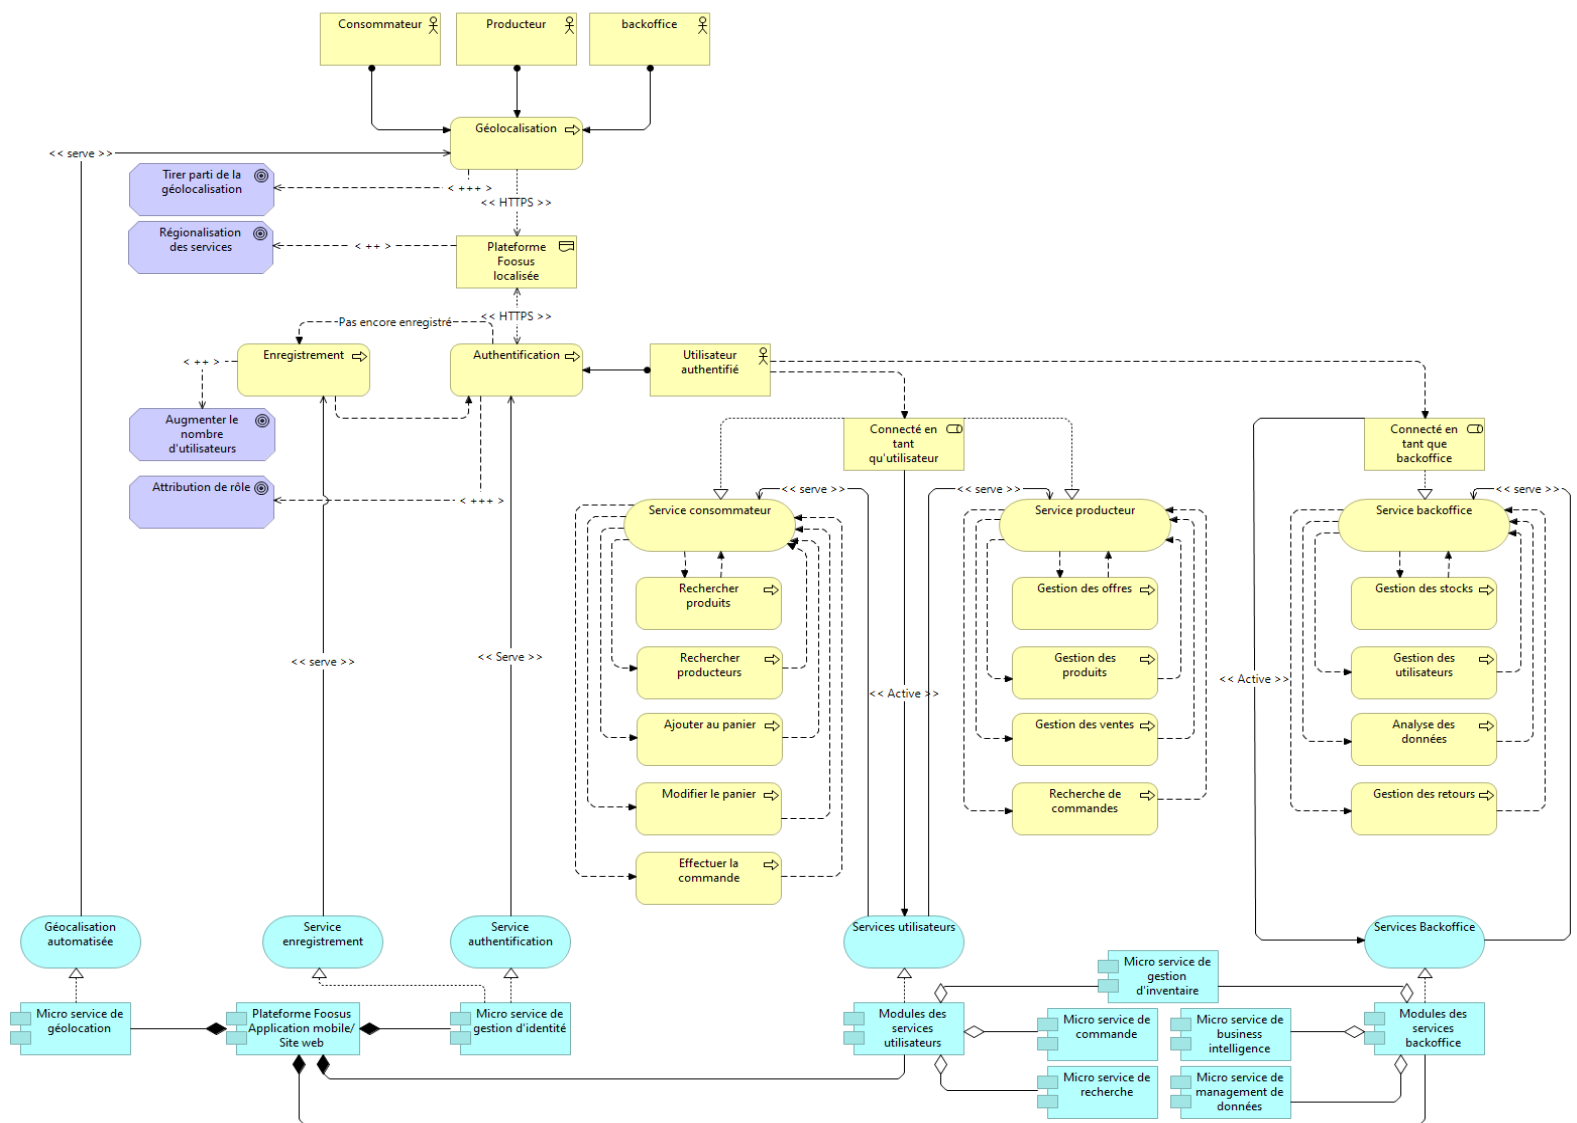 Consommateur
Producteur
backoffice
Géolocalisation
<< serve >>
Tirer parti de la
géolocalisation
< +++ >
<< HTTPS >>
Régionalisation
des services
< ++ >
Plateforme
Foosus
localisée
<< HTTPS >>
Pas encore enregistré
Enregistrement
Authentification
Utilisateur
authentifié
< ++ >
Augmenter le
nombre
d'utilisateurs
Connecté en
tant
qu'utilisateur
Connecté en
tant que
backoffice
Attribution de rôle
< +++ >
<< serve >>
<< serve >>
<< serve >>
Service consommateur
Service producteur
Service backoffice
Rechercher
produits
Gestion des offres
Gestion des stocks
<< serve >>
<< Serve >>
Rechercher
producteurs
Gestion des
produits
Gestion des
utilisateurs
<< Active >>
<< Active >>
Ajouter au panier
Gestion des ventes
Analyse des
données
Modifier le panier
Recherche de
commandes
Gestion des retours
Effectuer la
commande
Géocalisation
automatisée
Service
enregistrement
Service
authentification
Services utilisateurs
Services Backoffice
Micro service de
gestion
d'inventaire
Micro service de
géolocation
Plateforme Foosus
Application mobile/
Site web
Micro service de
gestion d'identité
Modules des
services
utilisateurs
Micro service de
commande
Micro service de
business
intelligence
Modules des
services
backoffice
Micro service de
recherche
Micro service de
management de
données